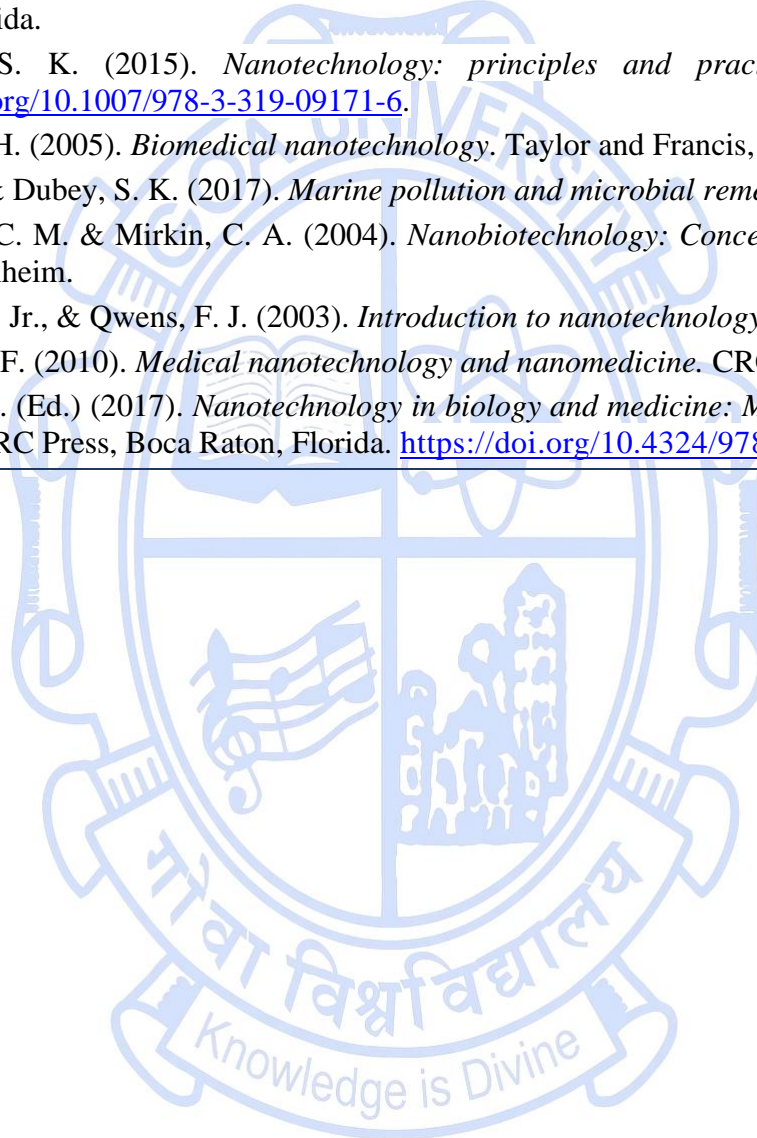 ida.
S. K. (2015). Nanotechnology: principles and prac
org/10.1007/978-3-319-09171-6.
H. (2005). Biomedical nanotechnology. Taylor and Francis,
& Dubey, S. K. (2017). Marine pollution and microbial reme
C. M. & Mirkin, C. A. (2004). Nanobiotechnology: Conce
heim.
Jr., & Qwens, F. J. (2003). Introduction to nanotechnology
F. (2010). Medical nanotechnology and nanomedicine. CR
. (Ed.) (2017). Nanotechnology in biology and medicine: M
RC Press, Boca Raton, Florida. https://doi.org/10.4324/978
GOA UNIVERSITY
गोंवा विश्वविद्यालय
Knowledge is Divine